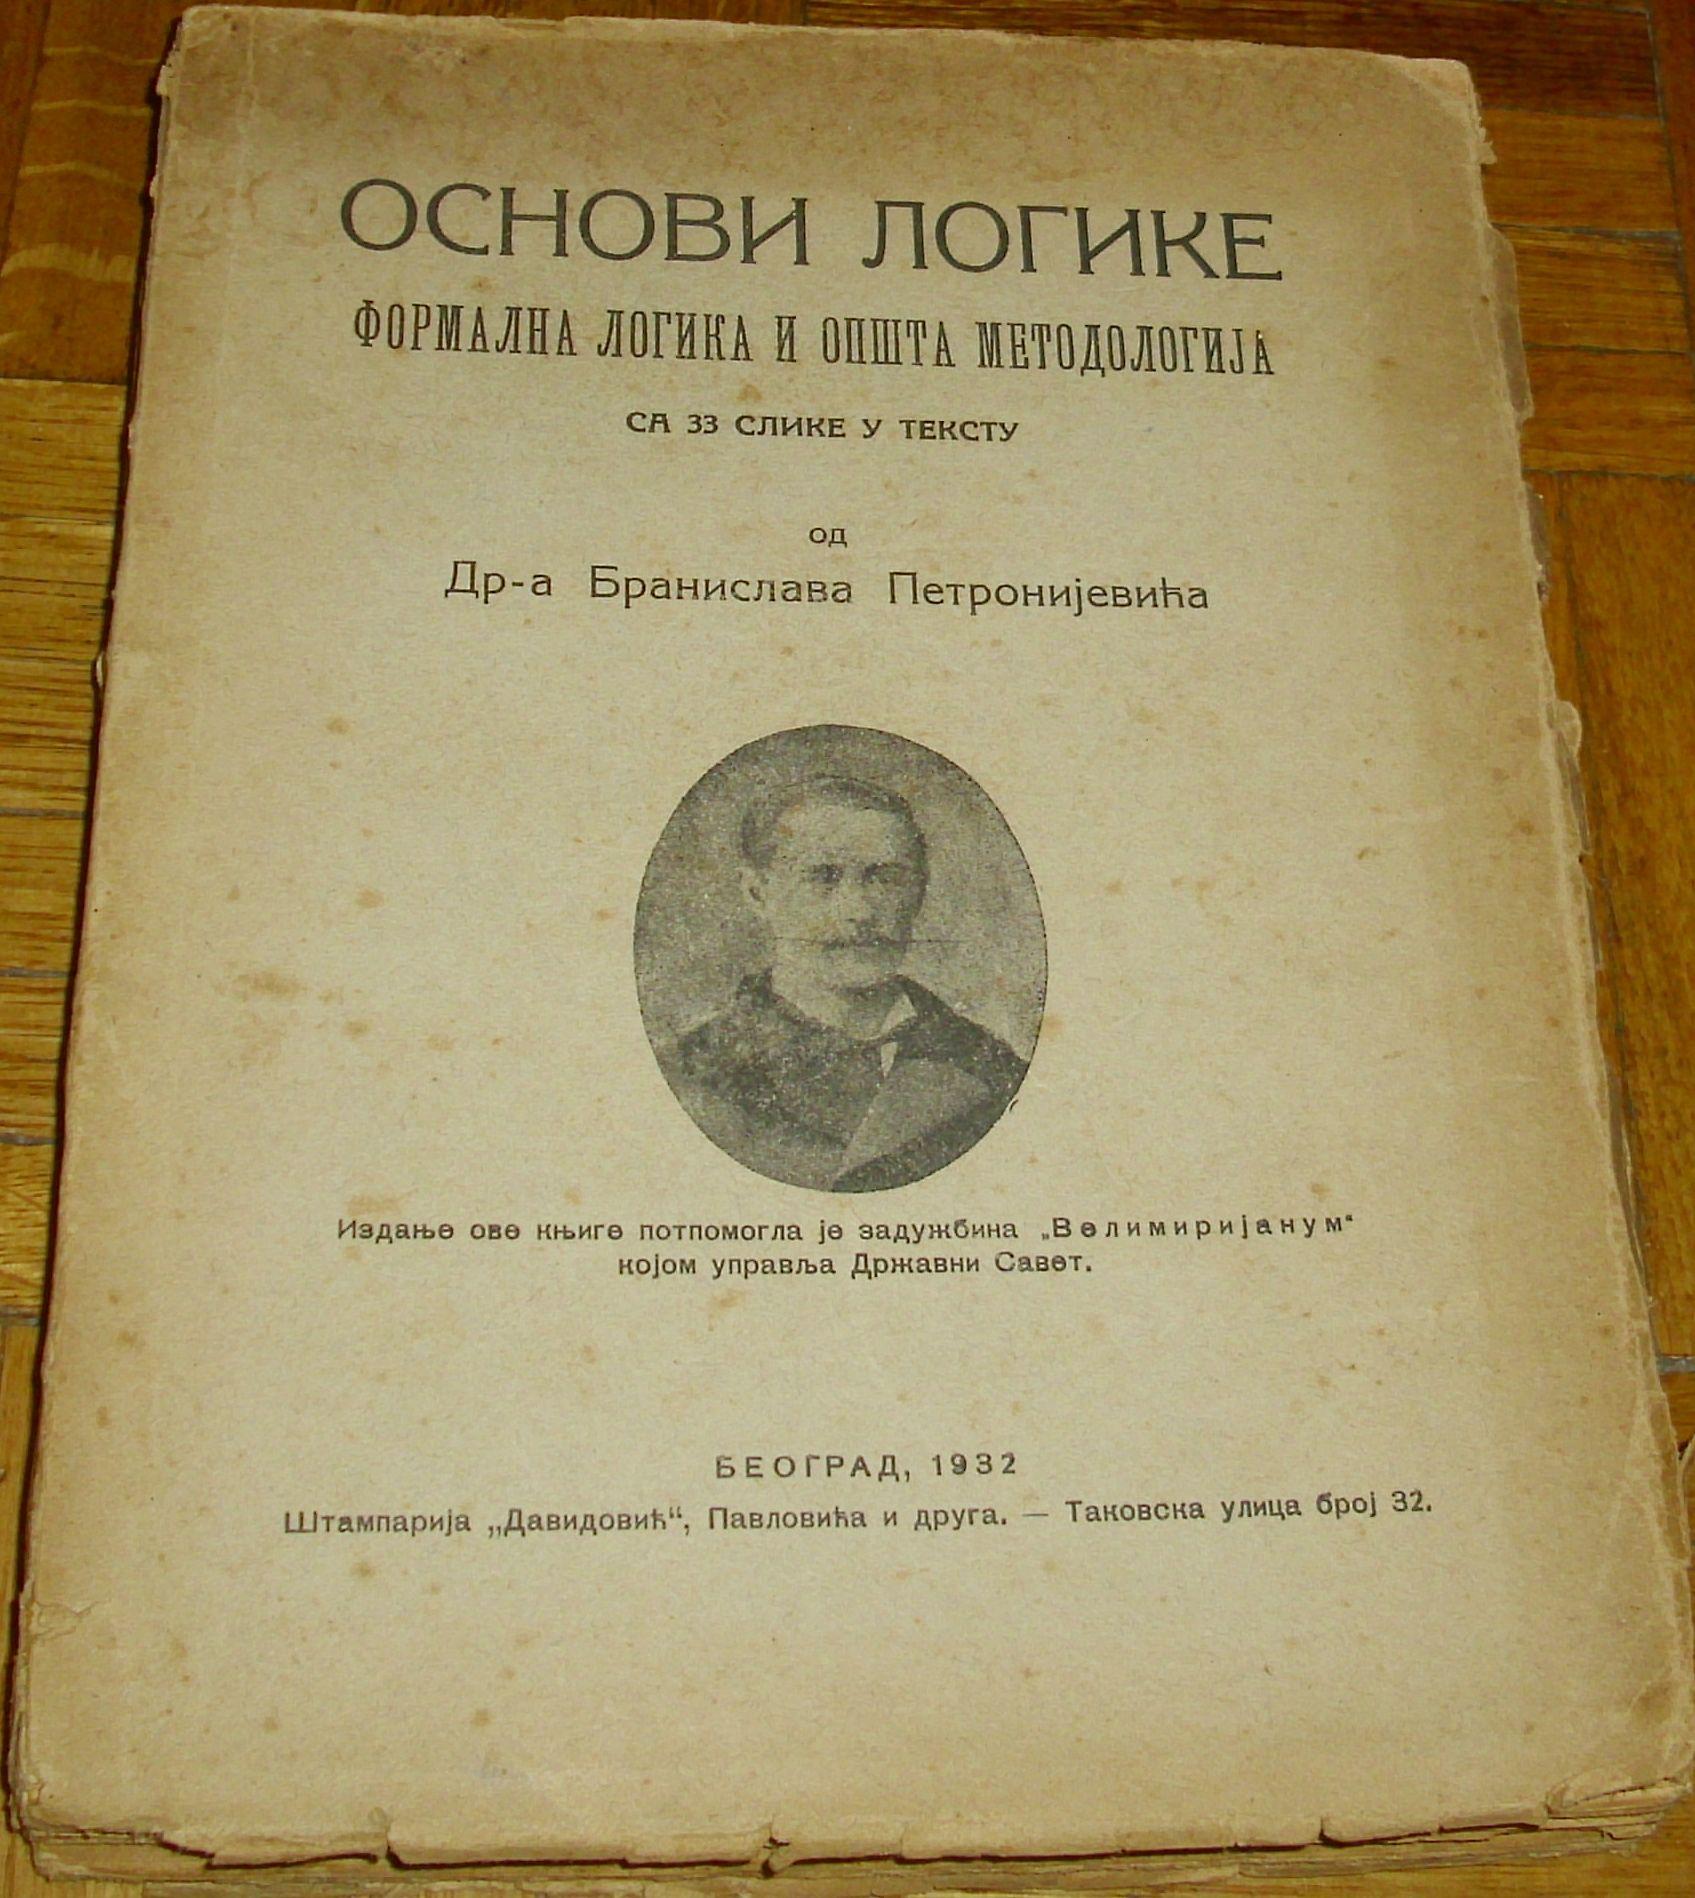 ОСНОВИ ЛОГИКЕ
ФОРМАЛНА ЛОГИКА И ОПШТА МЕТОДОЛОГИЈА
СА 33 СЛИКЕ У ТЕКСТУ
од
Др-а Бранислава Петронијевића
Издање ове књиге потпомогла је задужбина „Велимиријанум“
којом управља Државни Савет.
БЕОГРАД, 1932
Штампарија „Давидовић“, Павловића и друга. — Таковска улица број 32.